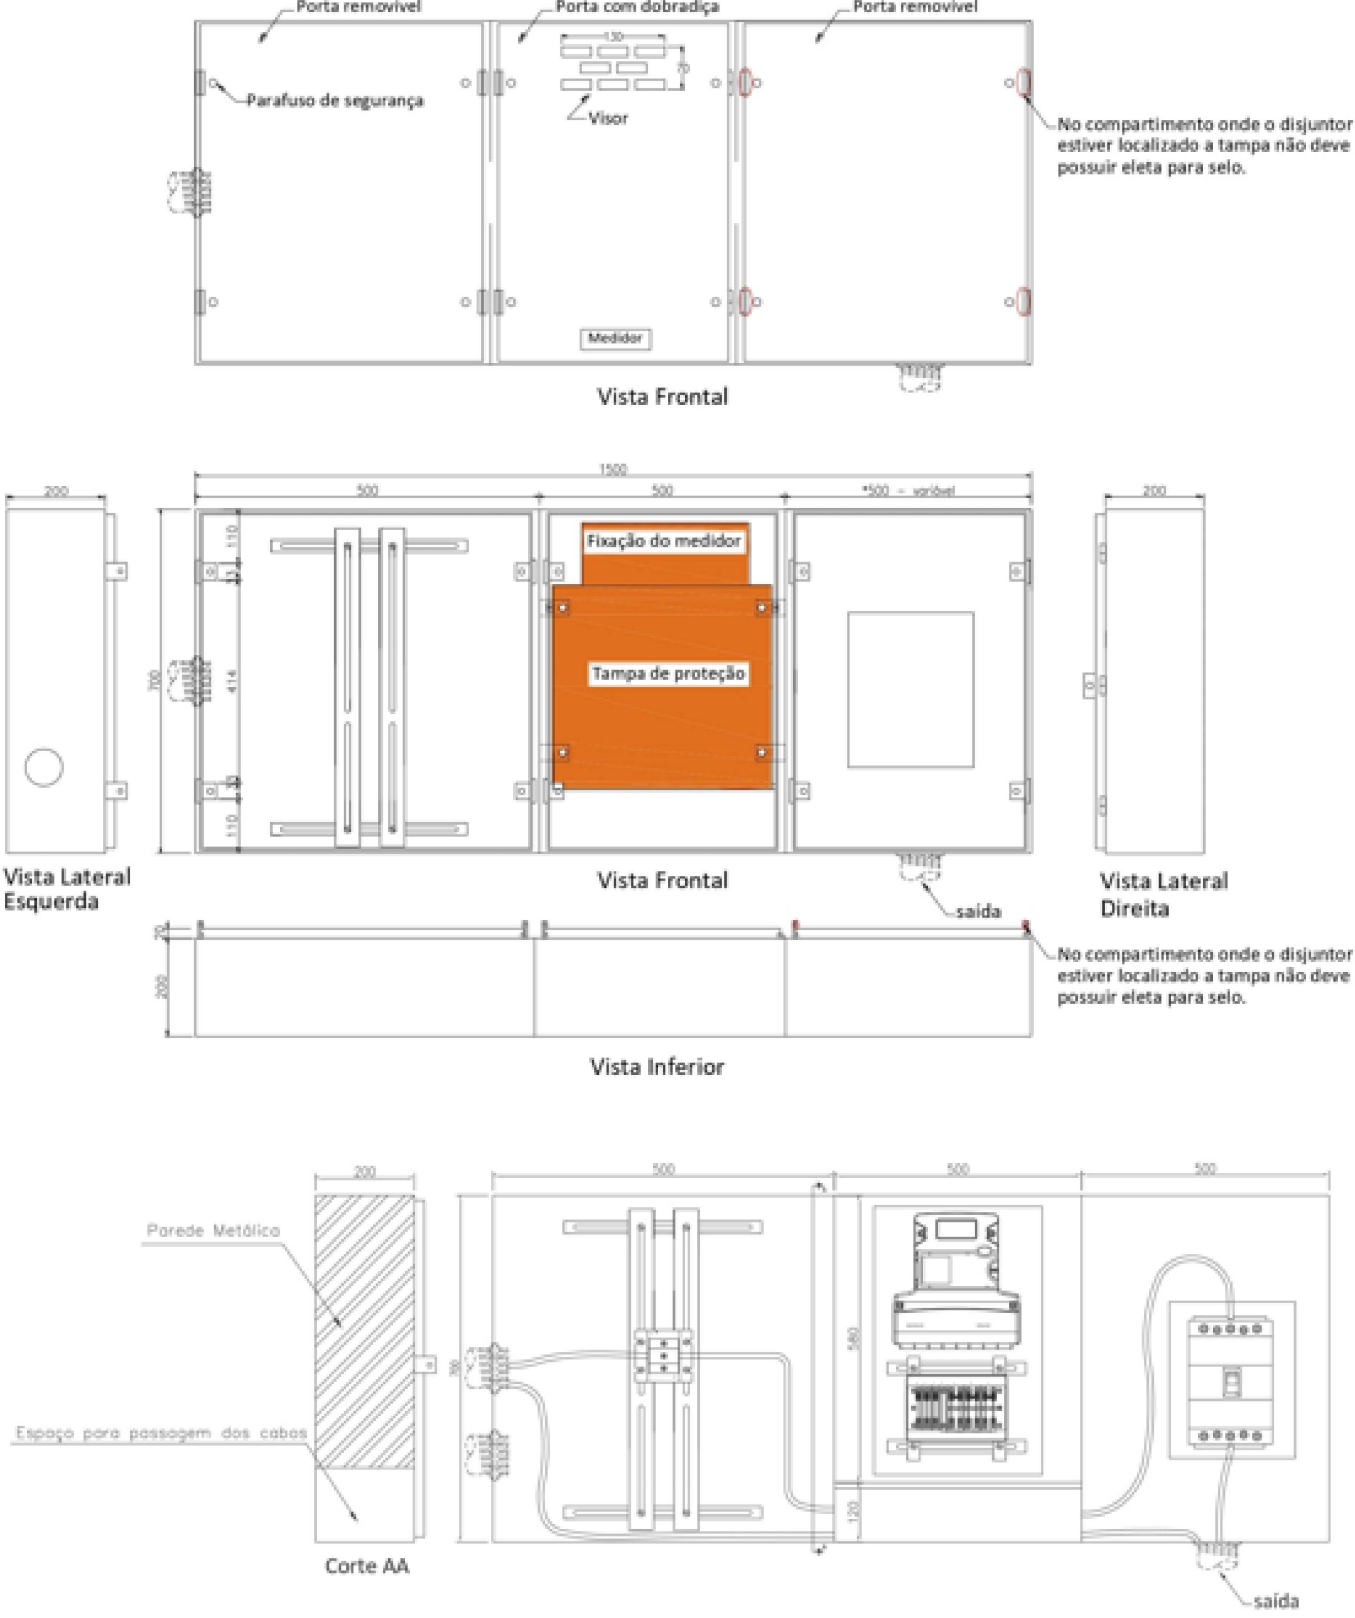 Porta removível
Porta com dobradiça
Porta removível
130
70
Parafuso de segurança
Visor
No compartimento onde o disjuntor
estiver localizado a tampa não deve
possuir eleta para selo.
Medidor
Vista Frontal
1500
200
500
500
*500 - variável
200
110
33
Fixação do medidor
700
414
Tampa de proteção
33
110
Vista Lateral
Esquerda
Vista Frontal
Vista Lateral
Direita
saída
20
No compartimento onde o disjuntor
estiver localizado a tampa não deve
possuir eleta para selo.
200
Vista Inferior
200
500
500
500
Parede Metálica
580
700
Espaço para passagem dos cabos
120
Corte AA
saída